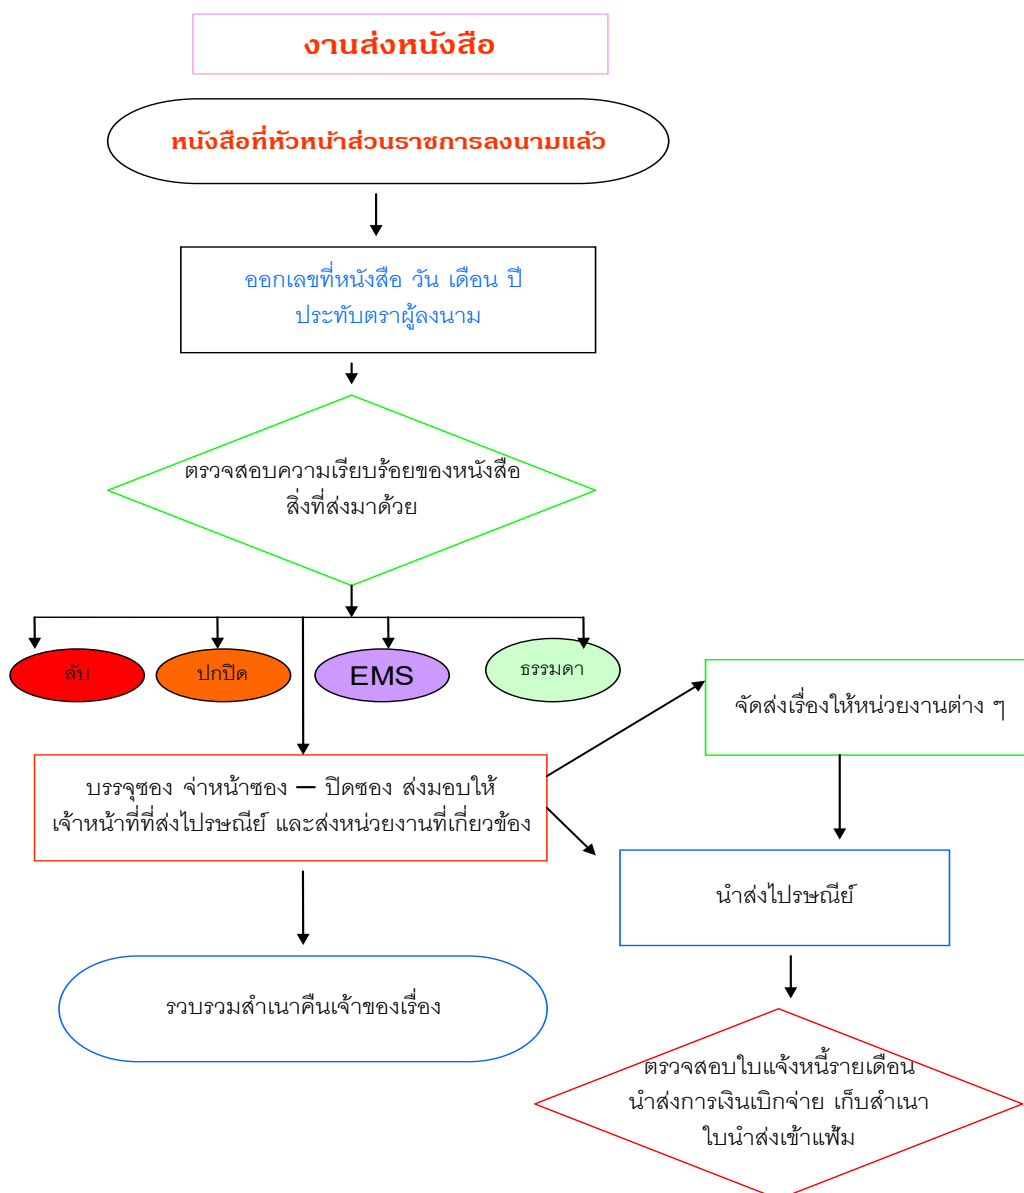 งานส่งหนังสือ
หนังสือที่หัวหน้าส่วนราชการลงนามแล้ว
ออกเลขที่หนังสือ วัน เดือน ปี
ประทับตราผู้ลงนาม
ตรวจสอบความเรียบร้อยของหนังสือ
สิ่งที่ส่งมาด้วย
ลับ
ปกปิด
EMS
ธรรมดา
จัดส่งเรื่องให้หน่วยงานต่าง ๆ
บรรจุซอง จ่าหน้าซอง – ปิดซอง ส่งมอบให้
เจ้าหน้าที่ที่ส่งไปรษณีย์ และส่งหน่วยงานที่เกี่ยวข้อง
นำส่งไปรษณีย์
รวบรวมสำเนาคืนเจ้าของเรื่อง
ตรวจสอบใบแจ้งหนี้รายเดือน
นำส่งการเงินเบิกจ่าย เก็บสำเนา
ใบนำส่งเข้าแฟ้ม